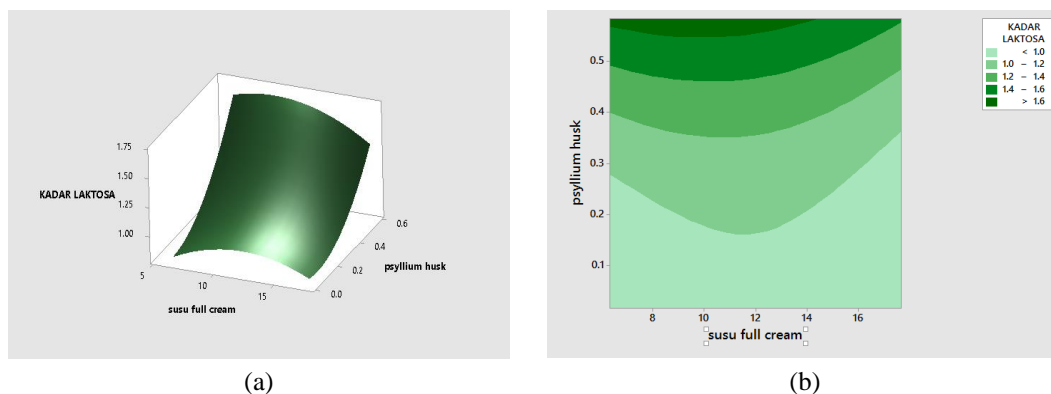 1.75
1.50
KADAR LAKTOSA
1.25
1.00
5
10
15
susu full cream
0.0
0.2
0.4
0.6
psyllium husk
(a)
psyllium husk
0.5
0.4
0.3
0.2
0.1
8 10 12 14 16
susu full cream
KADAR
LAKTOSA
< 1.0
1.0 – 1.2
1.2 – 1.4
1.4 – 1.6
> 1.6
(b)